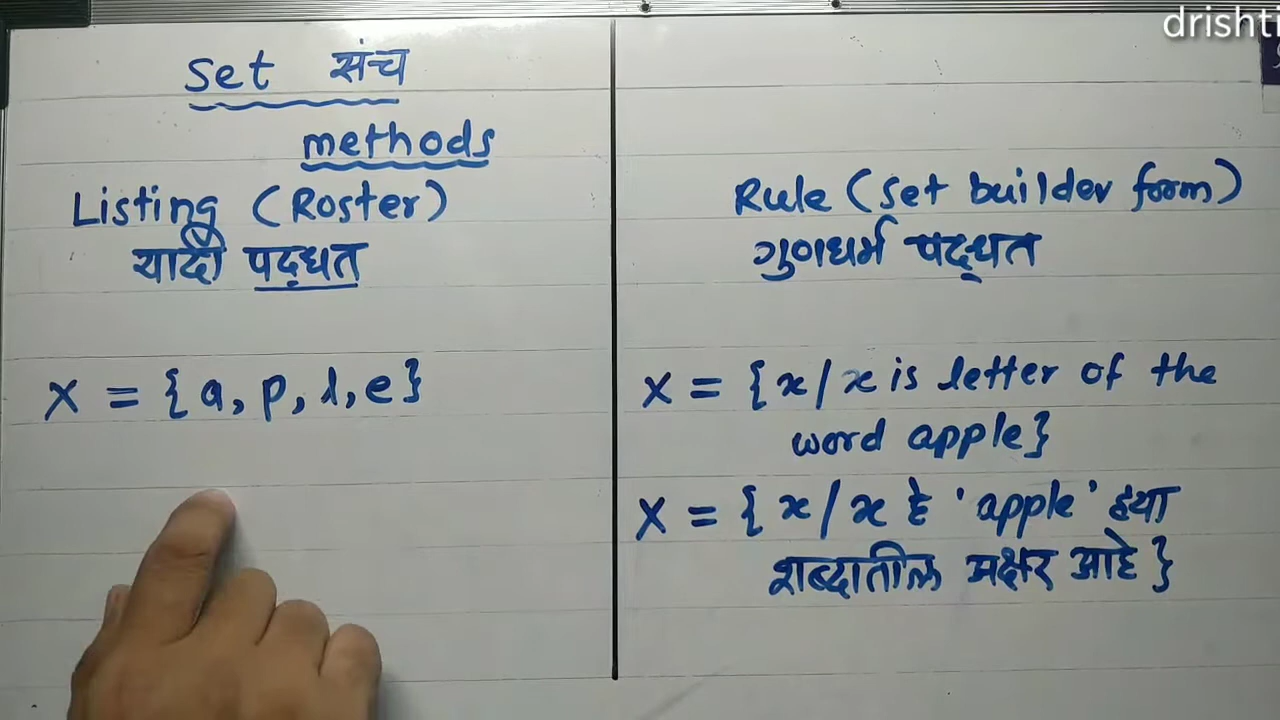 drishti
Set संच
methods
Listing (Roster)
यादी पद्धत
X = {a, p, l, e}
Rule (set builder form)
गुणधर्म पद्धत
X = {x/x is letter of the
word apple}
X = {x/x हे 'apple' ह्या
शब्दातील अक्षर आहे}